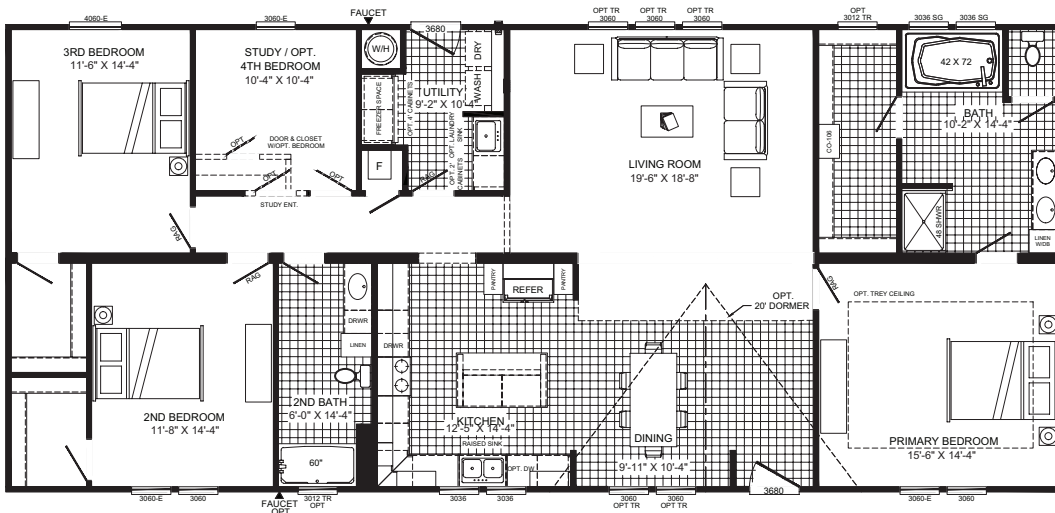 4060-E
3060-E
FAUCET
3680
OPT TR
3060
OPT TR
3060
OPT TR
3060
OPT
3012 TR
3036 SG
3036 SG
3RD BEDROOM
11'-6" X 14'-4"
STUDY / OPT.
4TH BEDROOM
10'-4" X 10'-4"
W/H
FREEZER SPACE
OPT. 4' CABINETS
UTILITY
9'-2" X 10'-4"
WASH
DRY
OPT. 2'
CABINETS
OPT. LAUNDRY
SINK
LIVING ROOM
19'-6" X 18'-8"
CO-106
42 X 72
BATH
10'-2" X 14'-4"
48 SHWR
LINEN
W/DB
OPT
DOOR & CLOSET
W/OPT. BEDROOM
OPT
OPT
STUDY ENT.
F
RAG
RAG
RAG
RAG
PANTRY
REFER
PANTRY
OPT.
20' DORMER
OPT. TREY CEILING
DRWR
LINEN
DRWR
2ND BATH
6'-0" X 14'-4"
60"
2ND BEDROOM
11'-8" X 14'-4"
KITCHEN
12'-5" X 14'-4"
RAISED SINK
OPT. DW
DINING
9'-11" X 10'-4"
PRIMARY BEDROOM
15'-6" X 14'-4"
3060-E
3060
FAUCET
OPT
3012 TR
OPT
3036
3036
3060
OPT TR
3060
OPT TR
3680
3060-E
3060